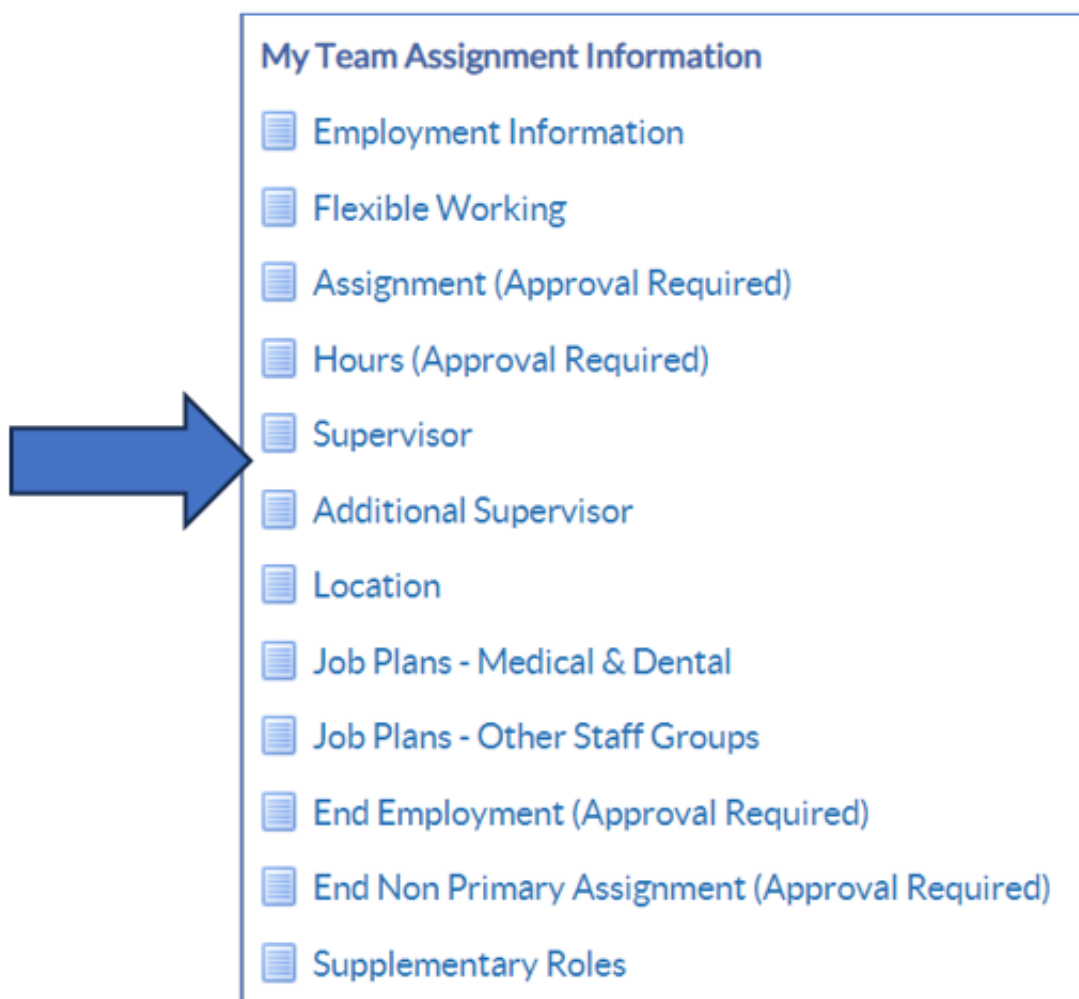 My Team Assignment Information
Employment Information
Flexible Working
Assignment (Approval Required)
Hours (Approval Required)
Supervisor
Additional Supervisor
Location
Job Plans - Medical & Dental
Job Plans - Other Staff Groups
End Employment (Approval Required)
End Non Primary Assignment (Approval Required)
Supplementary Roles